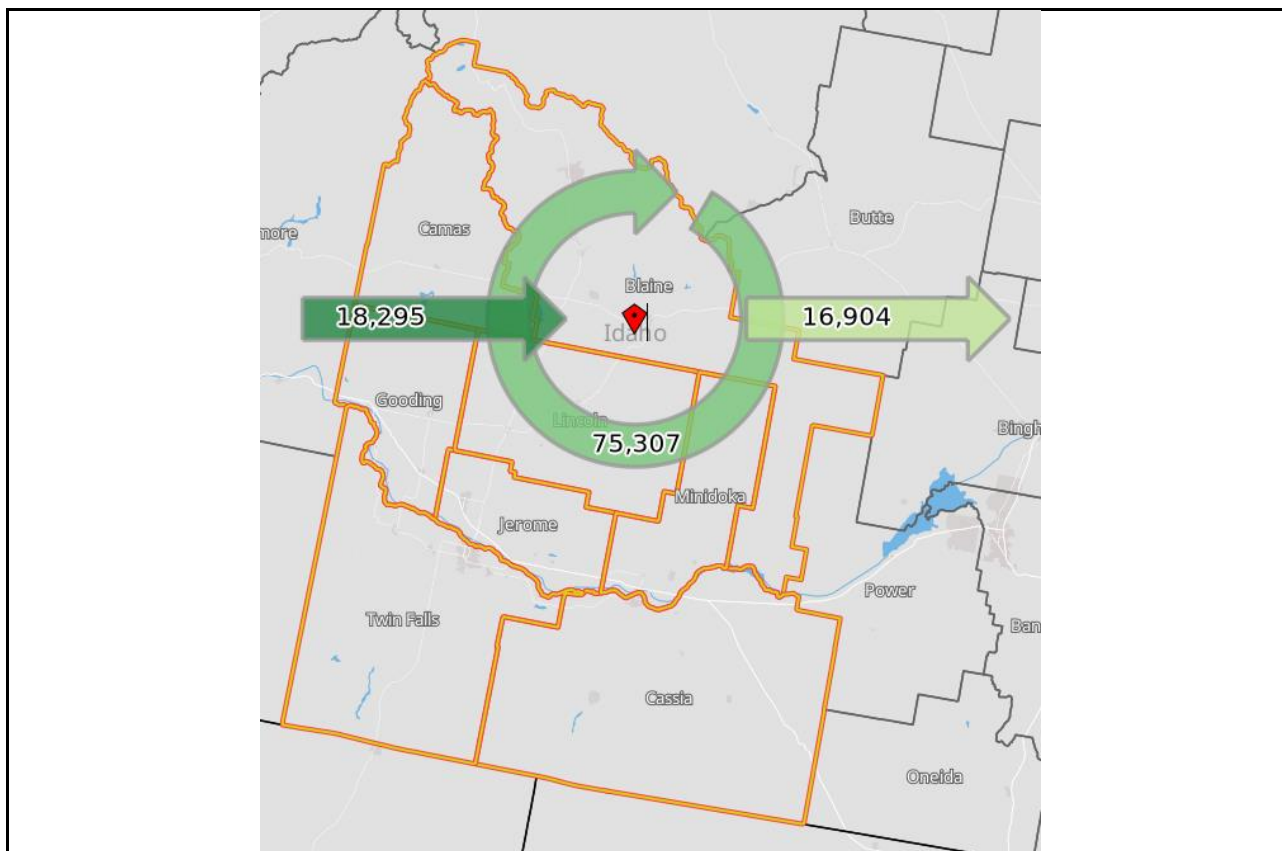 Butte
Camas
more
Blaine
18,295
16,904
Idaho
Gooding
Lincoln
Bingh
75,307
Minidoka
Jerome
Power
Twin Falls
Ban
Cassia
Oneida